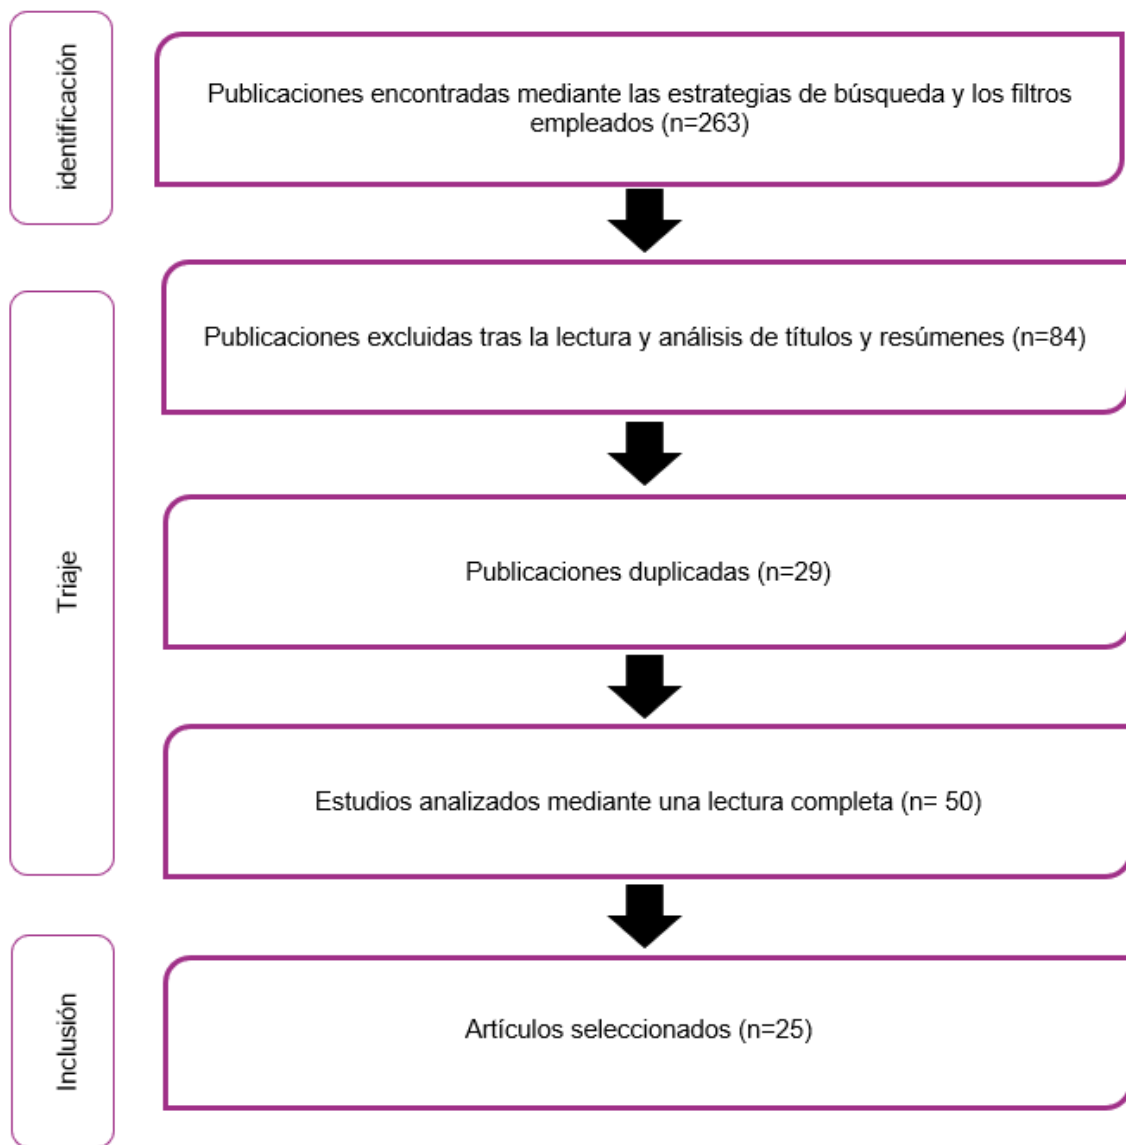 identificación
Publicaciones encontradas mediante las estrategias de búsqueda y los filtros
empleados (n=263)
Triaje
Publicaciones excluidas tras la lectura y análisis de títulos y resúmenes (n=84)
Publicaciones duplicadas (n=29)
Estudios analizados mediante una lectura completa (n= 50)
Inclusión
Artículos seleccionados (n=25)